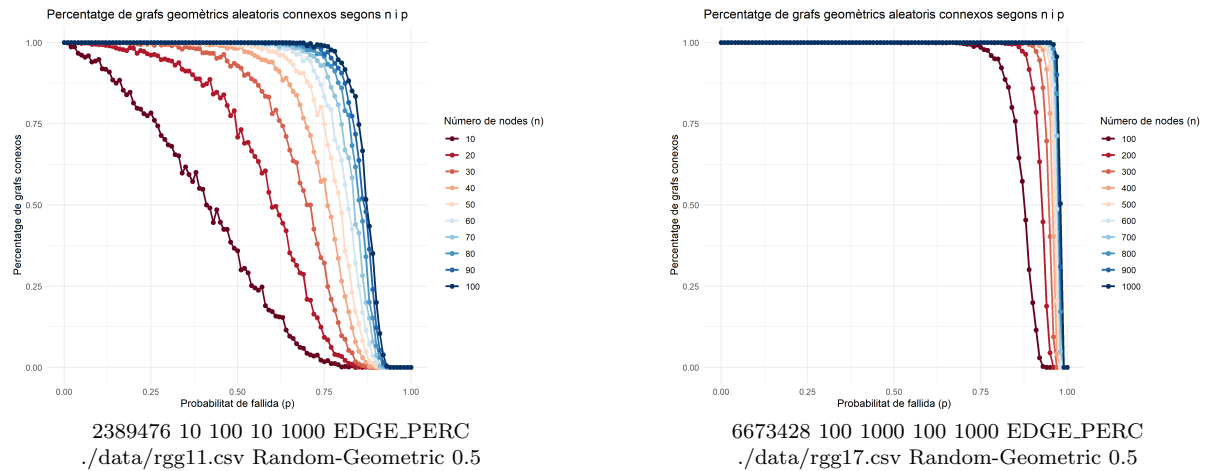 Percentatge de grafs geomètrics aleatoris connexos segons n i p
Percentatge de grafs conexos
1.00
0.75
0.50
0.25
0.00
0.00 0.25 0.50 0.75 1.00
Probabilitat de fallida (p)
Número de nodes (n)
10
20
30
40
50
60
70
80
90
100
2389476 10 100 10 1000 EDGE_PERC
./data/rgg11.csv Random-Geometric 0.5
Percentatge de grafs geomètrics aleatoris connexos segons n i p
Percentatge de grafs conexos
1.00
0.75
0.50
0.25
0.00
0.00 0.25 0.50 0.75 1.00
Probabilitat de fallida (p)
Número de nodes (n)
100
200
300
400
500
600
700
800
900
1000
6673428 100 1000 100 1000 EDGE_PERC
./data/rgg17.csv Random-Geometric 0.5